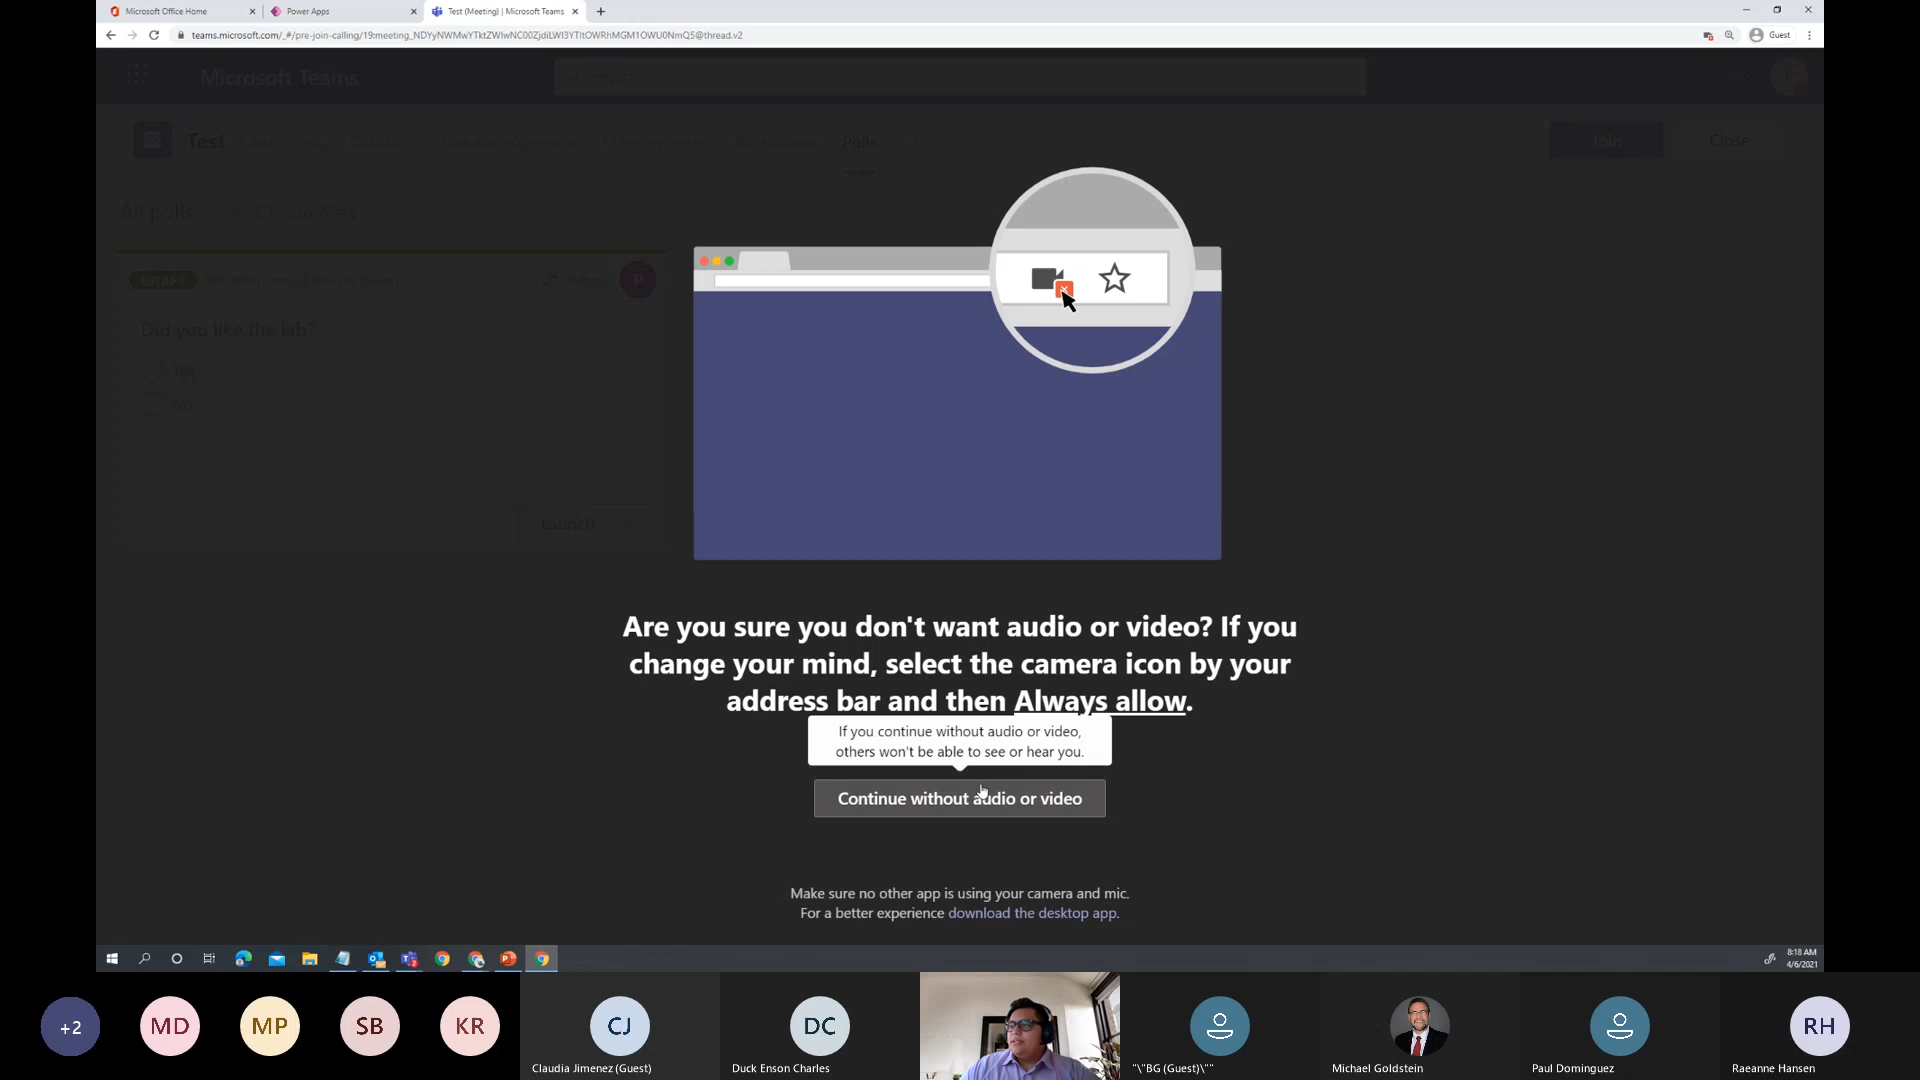 Microsoft Office Home
Power Apps
Test (Meeting) | Microsoft Teams
Guest
Microsoft Teams
Search
Test
Polls
Join
Close
All polls
Create New
DRAFT
P
Did you like the lab?
Yes
No
Launch
Are you sure you don't want audio or video? If you
change your mind, select the camera icon by your
address bar and then Always allow.
If you continue without audio or video,
others won't be able to see or hear you.
Continue without audio or video
Make sure no other app is using your camera and mic.
For a better experience download the desktop app.
8:18 AM
4/6/2021
+2
MD
MP
SB
KR
CJ
DC
RH
Claudia Jimenez (Guest)
Duck Enson Charles
"\"BG (Guest)\""
Michael Goldstein
Paul Dominguez
Raeanne Hansen